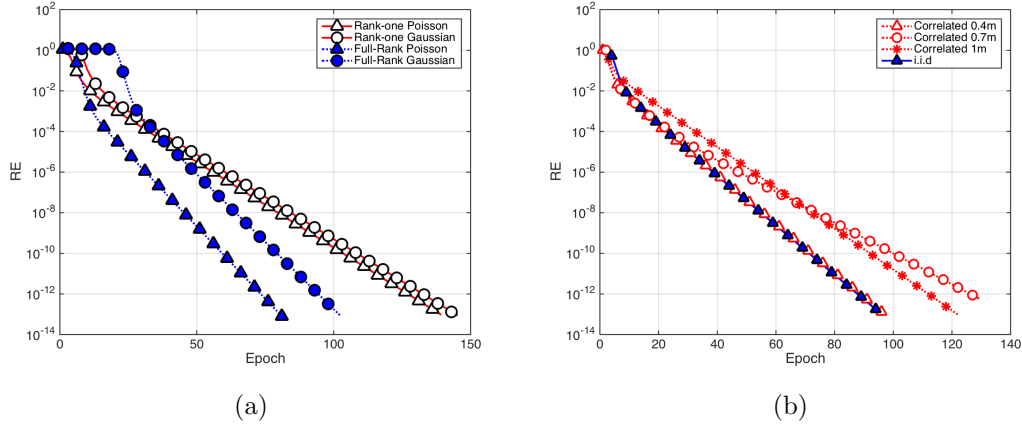 10^2
10^0
10^-2
10^-4
10^-6
10^-8
10^-10
10^-12
10^-14
RE
0 50 100 150
Epoch
Rank-one Poisson
Rank-one Gaussian
Full-Rank Poisson
Full-Rank Gaussian
(a)
10^2
10^0
10^-2
10^-4
10^-6
10^-8
10^-10
10^-12
10^-14
RE
0 20 40 60 80 100 120 140
Epoch
Correlated 0.4m
Correlated 0.7m
Correlated 1m
i.i.d
(b)